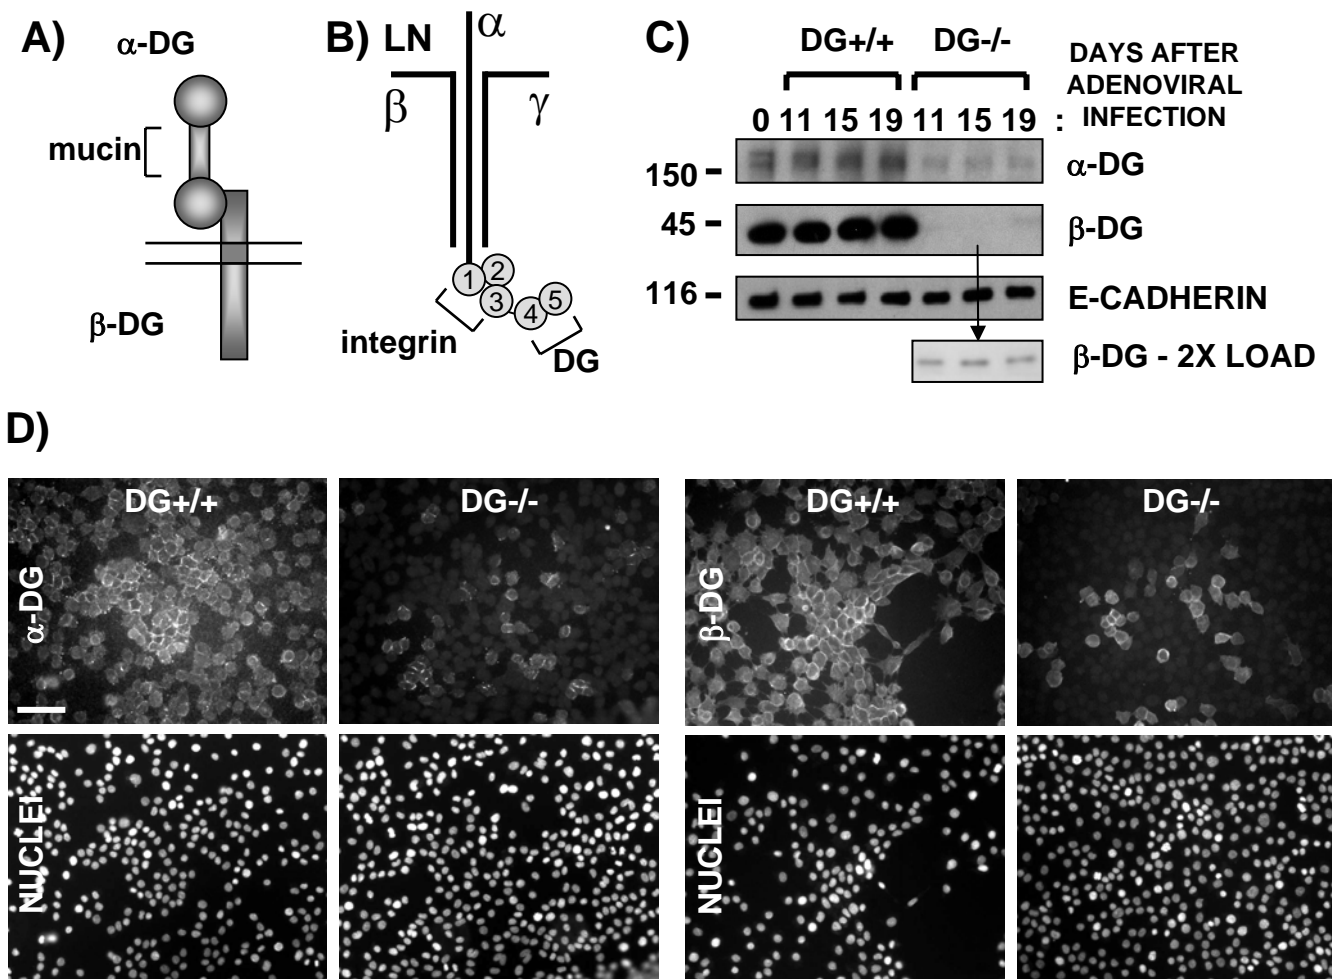 A)
α-DG
mucin
β-DG
B) LN
α
β
γ
1
2
3
4
5
integrin
DG
C)
DG+/+
DG-/-
DAYS AFTER
ADENOVIRAL
INFECTION
0 11 15 19 11 15 19 :
150
α-DG
45
β-DG
116
E-CADHERIN
β-DG - 2X LOAD
D)
DG+/+
DG-/-
DG+/+
DG-/-
α-DG
β-DG
NUCLEI
NUCLEI